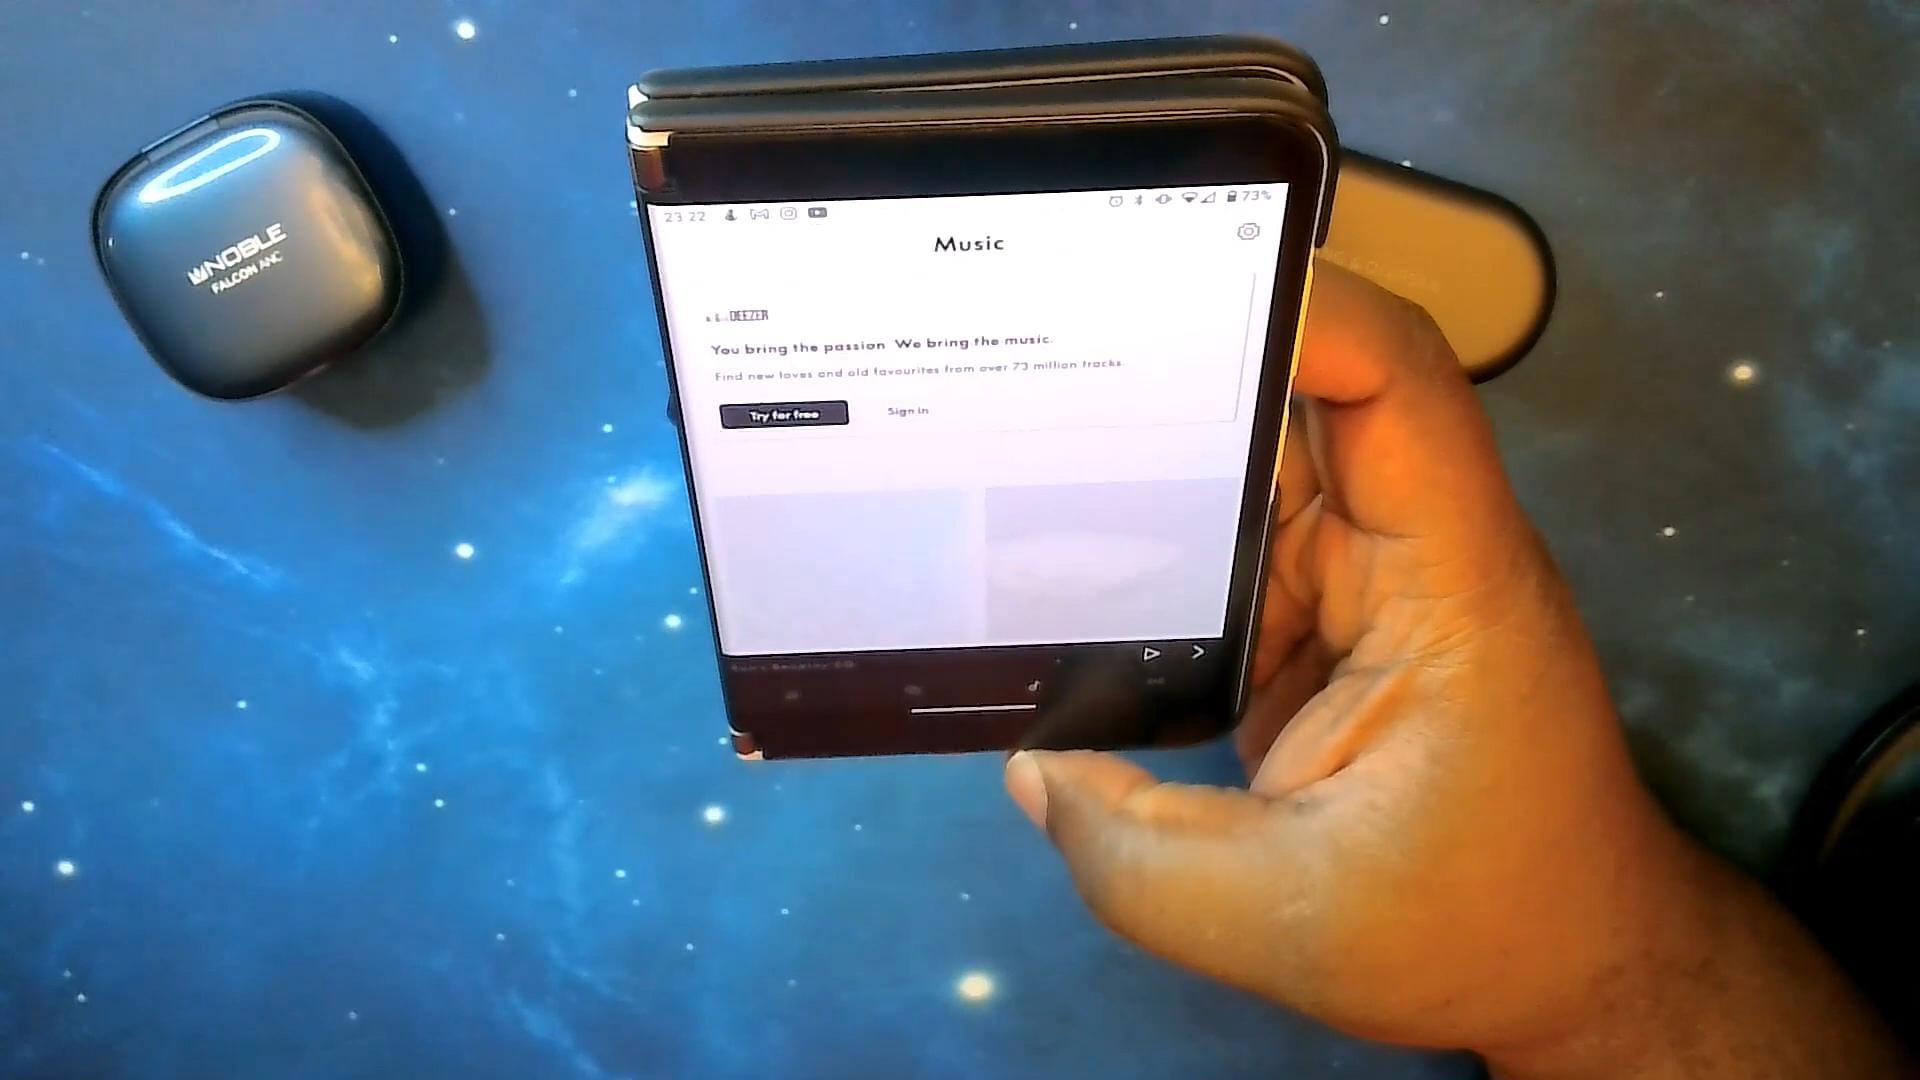 NOBLE
FALCON ANC
23 22
73%
Music
DEEZER
You bring the passion We bring the music.
Find new loves and old favourites from over 73 million tracks.
Try for free
Sign in